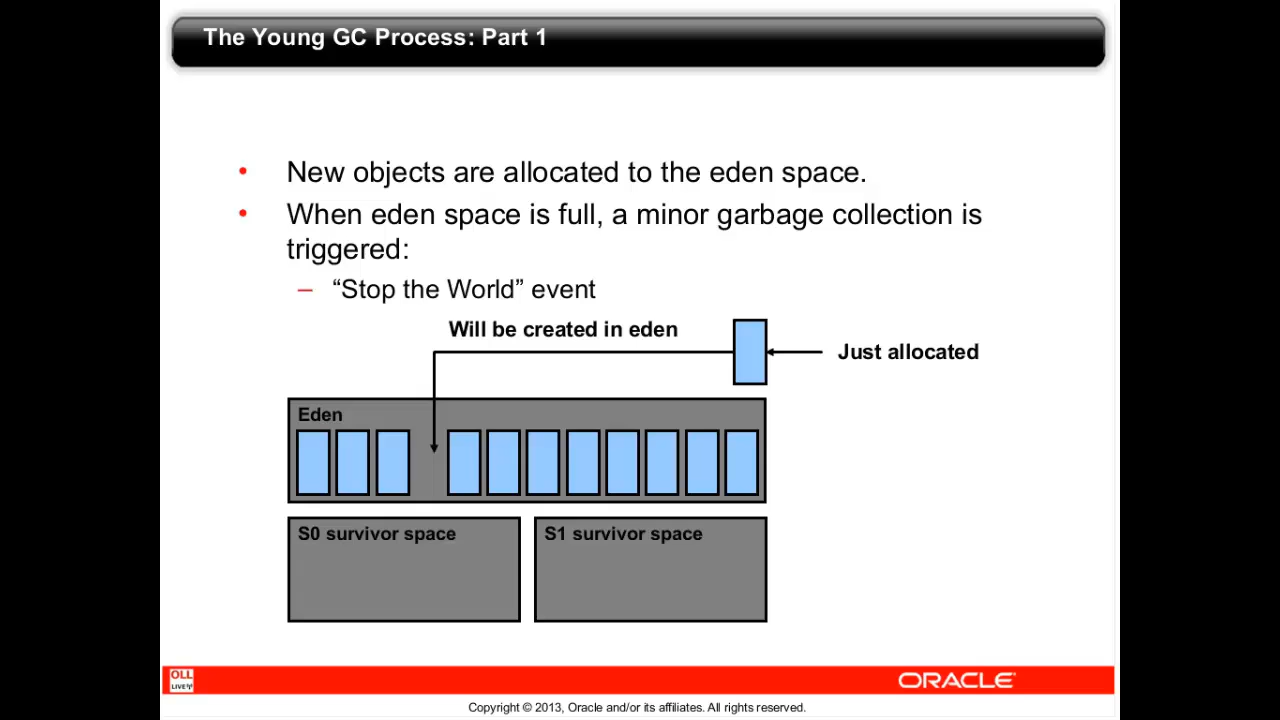 The Young GC Process: Part 1
• New objects are allocated to the eden space.
• When eden space is full, a minor garbage collection is
triggered:
– “Stop the World” event
Will be created in eden
Just allocated
Eden
S0 survivor space
S1 survivor space
OLL
LIVE
ORACLE
Copyright © 2013, Oracle and/or its affiliates. All rights reserved.